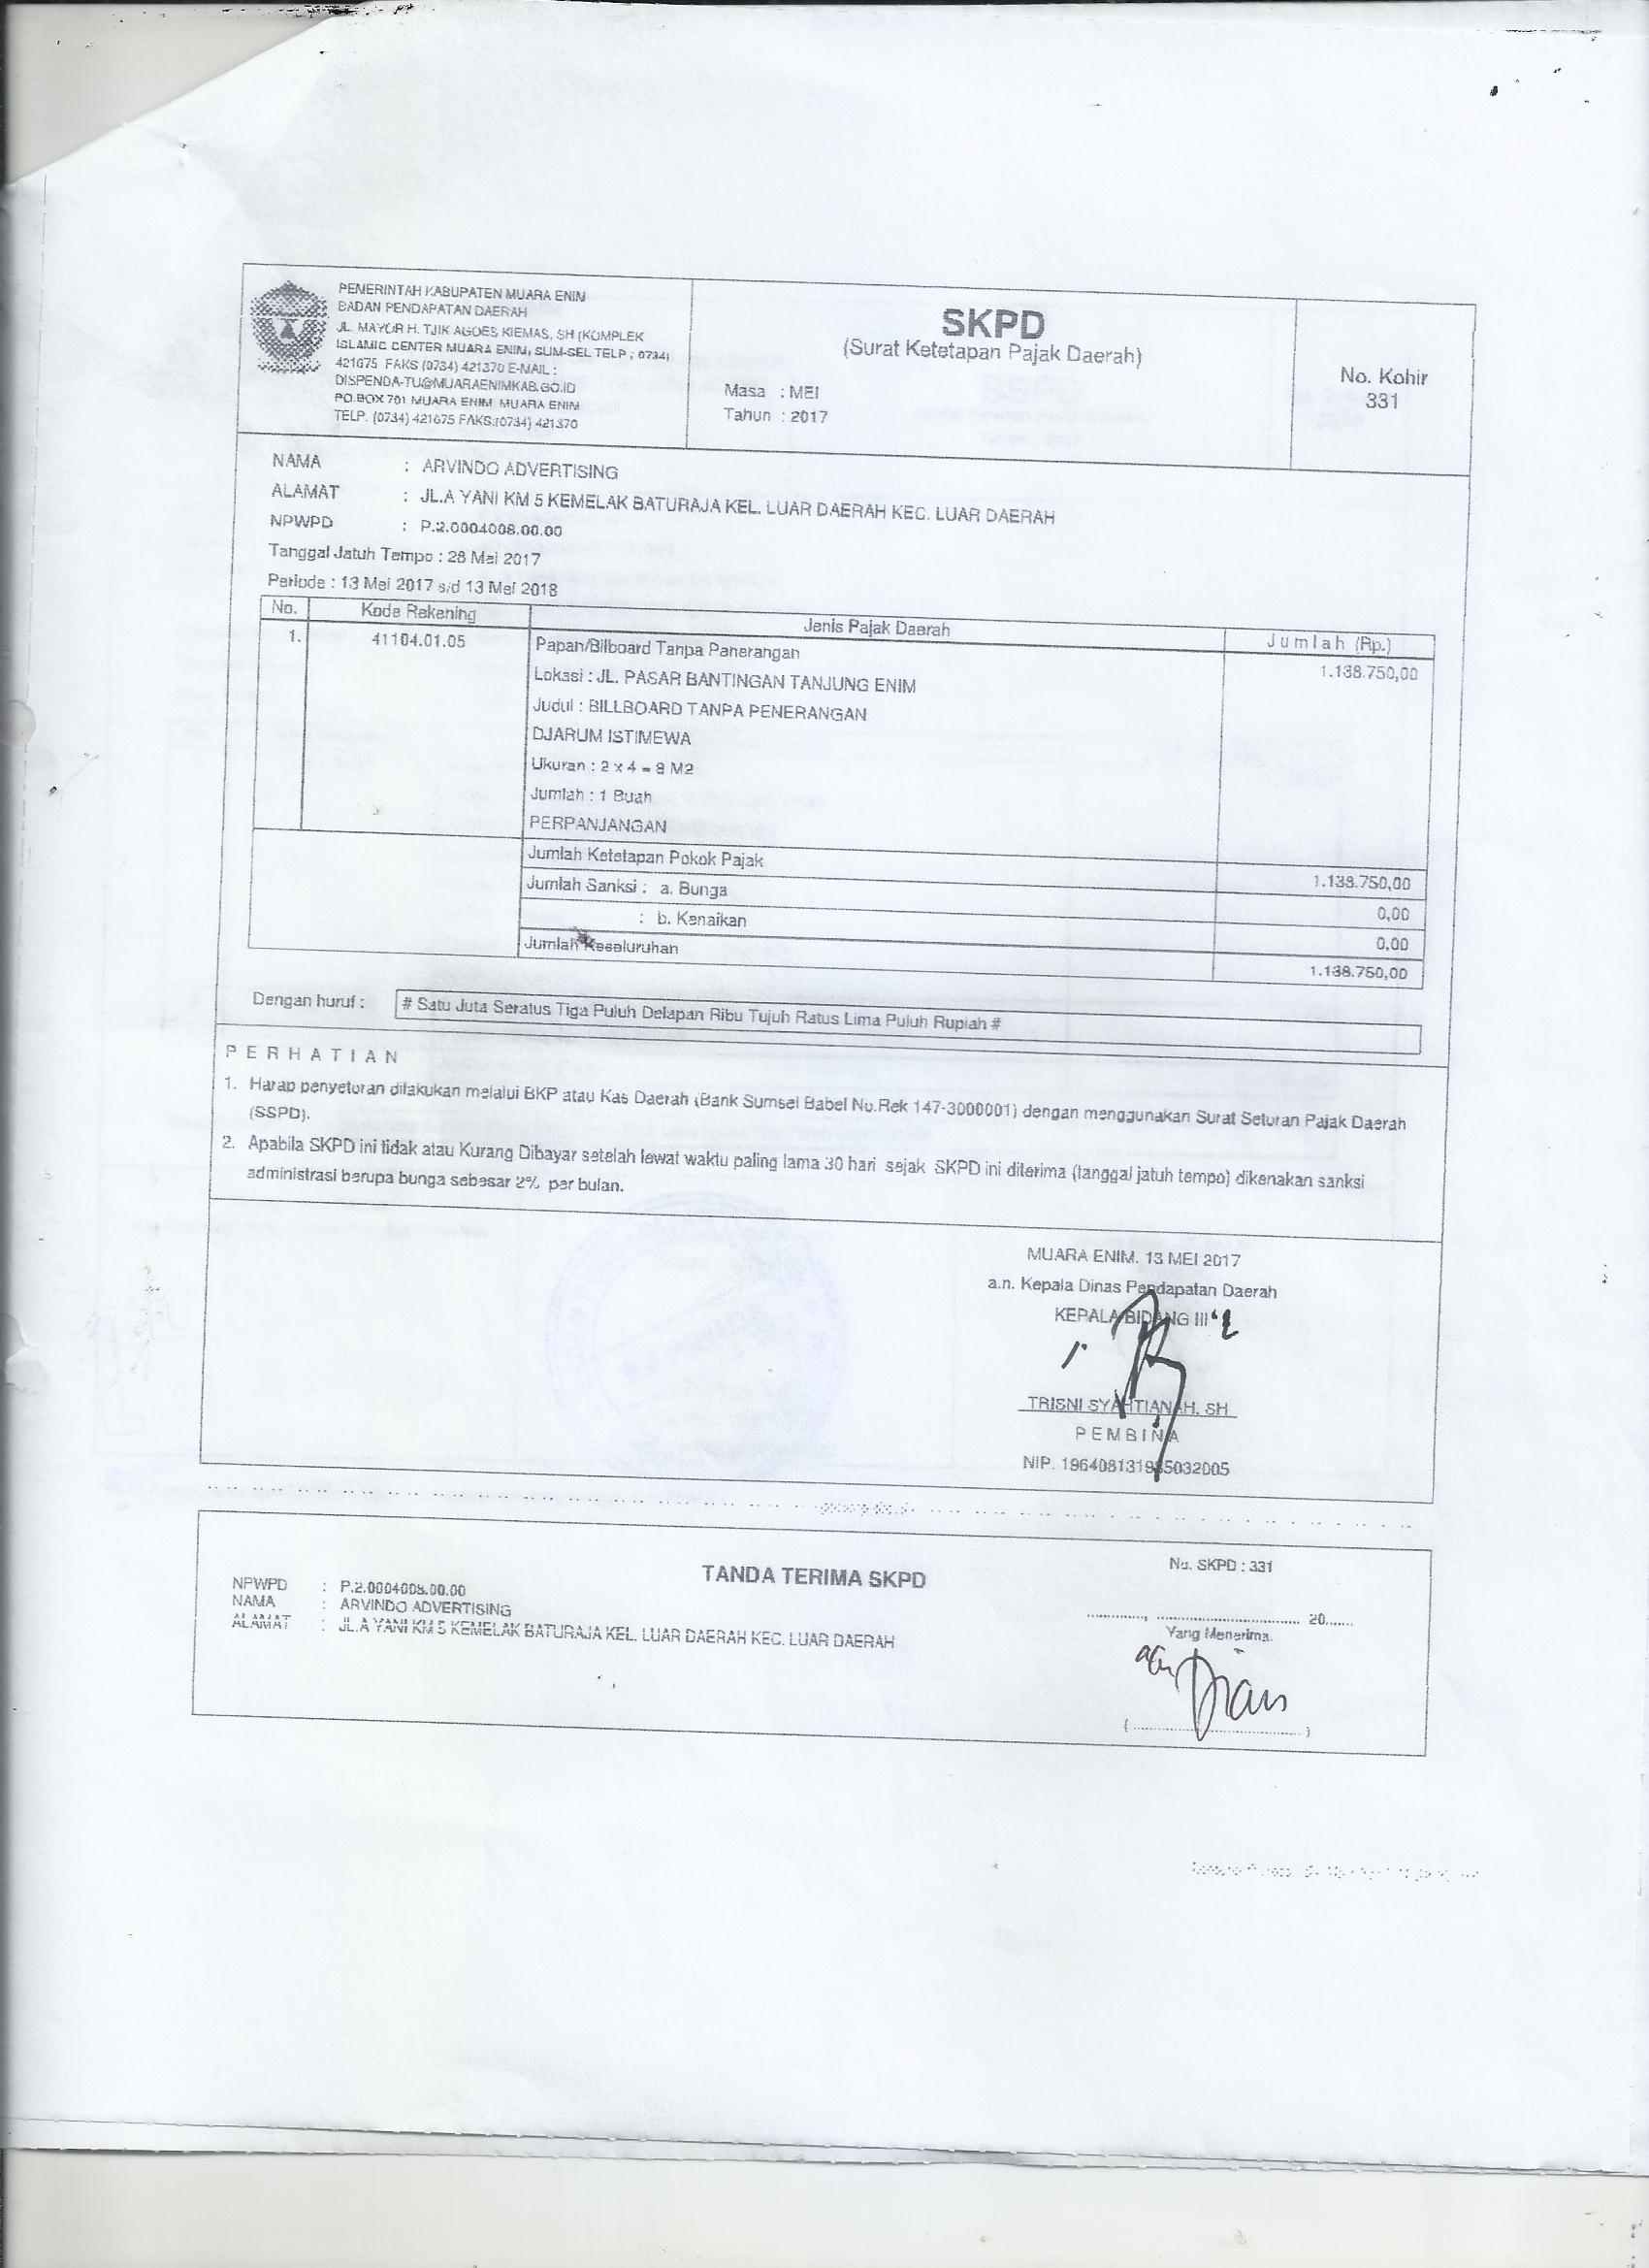 PEMERINTAH KABUPATEN MUARA ENIM
BADAN PENDAPATAN DAERAH
JL. MAYOR H. TJIK AGOES KIEMAS, SH (KOMPLEK
ISLAMIC CENTER MUARA ENIM, SUM-SEL TELP ; 0734)
421675 FAKS (0734) 421370 E-MAIL :
DISPENDA-TU@MUARAENIMKAB.GO.ID
PO.BOX 701 MUARA ENIM MUARA ENIM
TELP. (0734) 421675 FAKS:(0734) 421370
SKPD
(Surat Ketetapan Pajak Daerah)
Masa : MEI
Tahun : 2017
No. Kohir
331
NAMA : ARVINDO ADVERTISING
ALAMAT : JL.A YANI KM 5 KEMELAK BATURAJA KEL. LUAR DAERAH KEC. LUAR DAERAH
NPWPD : P.2.0004008.00.00
Tanggal Jatuh Tempo : 28 Mei 2017
Periode : 13 Mei 2017 s/d 13 Mei 2018
No. Kode Rekening Jenis Pajak Daerah Jumlah (Rp.)
1. 41104.01.05 Papan/Bilboard Tanpa Penerangan 1.138.750,00
Lokasi : JL. PASAR BANTINGAN TANJUNG ENIM
Judul : BILLBOARD TANPA PENERANGAN
DJARUM ISTIMEWA
Ukuran : 2 x 4 = 8 M2
Jumlah : 1 Buah
PERPANJANGAN
Jumlah Ketetapan Pokok Pajak 1.138.750,00
Jumlah Sanksi : a. Bunga 0,00
: b. Kenaikan 0,00
Jumlah Keseluruhan 1.138.750,00
Dengan huruf : # Satu Juta Seratus Tiga Puluh Delapan Ribu Tujuh Ratus Lima Puluh Rupiah #
PERHATIAN
1. Harap penyetoran dilakukan melalui BKP atau Kas Daerah (Bank Sumsel Babel No.Rek 147-3000001) dengan menggunakan Surat Setoran Pajak Daerah
(SSPD).
2. Apabila SKPD ini tidak atau Kurang Dibayar setelah lewat waktu paling lama 30 hari sejak SKPD ini diterima (tanggal jatuh tempo) dikenakan sanksi
administrasi berupa bunga sebesar 2% per bulan.
MUARA ENIM, 13 MEI 2017
a.n. Kepala Dinas Pendapatan Daerah
KEPALA BIDANG III
TRISNI SYAHTIANAH, SH
PEMBINA
NIP. 196408131985032005
TANDA TERIMA SKPD
No. SKPD : 331
NPWPD : P.2.0004008.00.00
NAMA : ARVINDO ADVERTISING
ALAMAT : JL.A YANI KM 5 KEMELAK BATURAJA KEL. LUAR DAERAH KEC. LUAR DAERAH
.............., ................................... 20.......
Yang Menerima.
Dian
(.........................................)